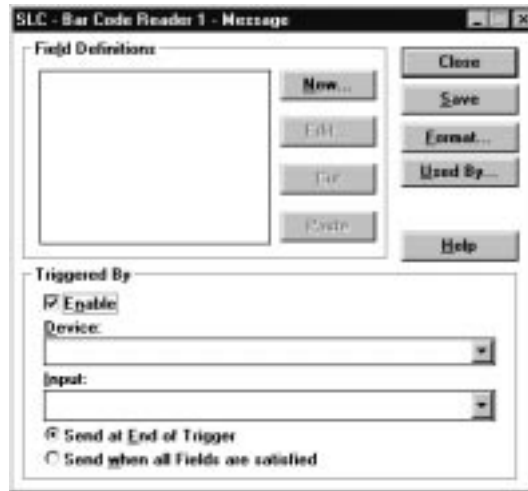 SLC - Bar Code Reader 1 - Message
Field Definitions
New...
Edit...
Cut
Paste
Close
Save
Format...
Used By...
Help
Triggered By
Enable
Device:
Input:
Send at End of Trigger
Send when all Fields are satisfied